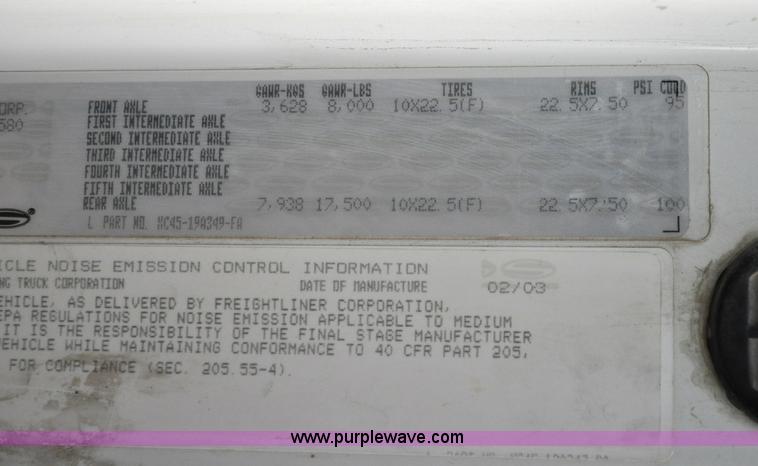 GAWR-KGS GAWR-LBS TIRES RIMS PSI COLD
ORP. FRONT AXLE 3,628 8,000 10X22.5(F) 22.5X7.50 95
580 FIRST INTERMEDIATE AXLE
SECOND INTERMEDIATE AXLE
THIRD INTERMEDIATE AXLE
FOURTH INTERMEDIATE AXLE
FIFTH INTERMEDIATE AXLE
REAR AXLE 7,938 17,500 10X22.5(F) 22.5X7.50 100
L PART NO. XC45-19A349-FA
ICLE NOISE EMISSION CONTROL INFORMATION
NG TRUCK CORPORATION DATE OF MANUFACTURE 02/03
EHICLE, AS DELIVERED BY FREIGHTLINER CORPORATION,
EPA REGULATIONS FOR NOISE EMISSION APPLICABLE TO MEDIUM
IT IS THE RESPONSIBILITY OF THE FINAL STAGE MANUFACTURER
EHICLE WHILE MAINTAINING CONFORMANCE TO 40 CFR PART 205,
FOR COMPLIANCE (SEC. 205.55-4).
www.purplewave.com